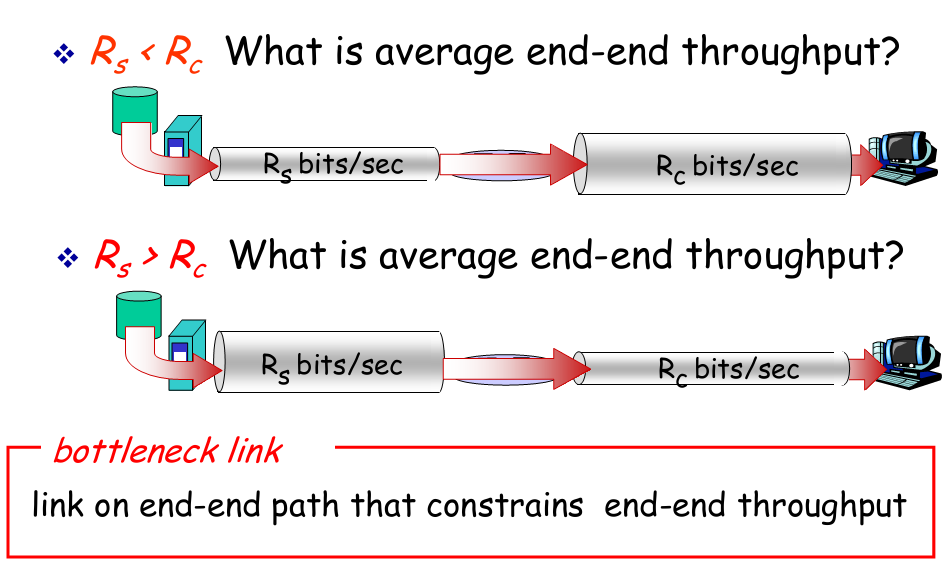 ❖ Rs < Rc What is average end-end throughput?
Rs bits/sec
Rc bits/sec
❖ Rs > Rc What is average end-end throughput?
Rs bits/sec
Rc bits/sec
bottleneck link
link on end-end path that constrains end-end throughput